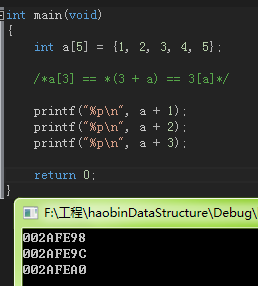 int main(void)
{
int a[5] = {1, 2, 3, 4, 5};
/*a[3] == *(3 + a) == 3[a]*/
printf("%p\n", a + 1);
printf("%p\n", a + 2);
printf("%p\n", a + 3);
return 0;
}
F:\工程\haobinDataStructure\Debug\
002AFE98
002AFE9C
002AFEA0